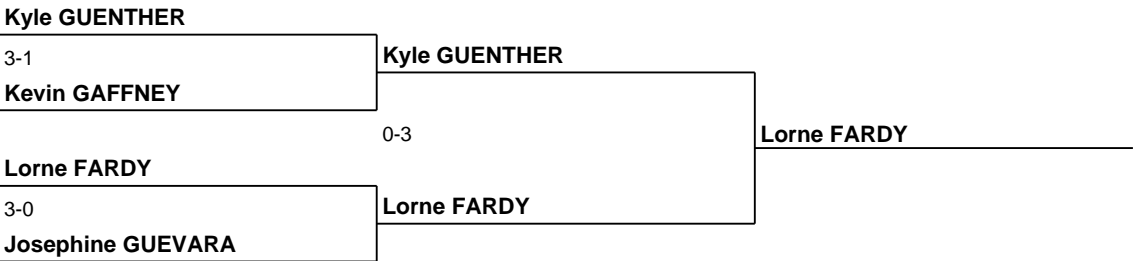 Kyle GUENTHER
3-1
Kyle GUENTHER
Kevin GAFFNEY
0-3
Lorne FARDY
Lorne FARDY
3-0
Lorne FARDY
Josephine GUEVARA